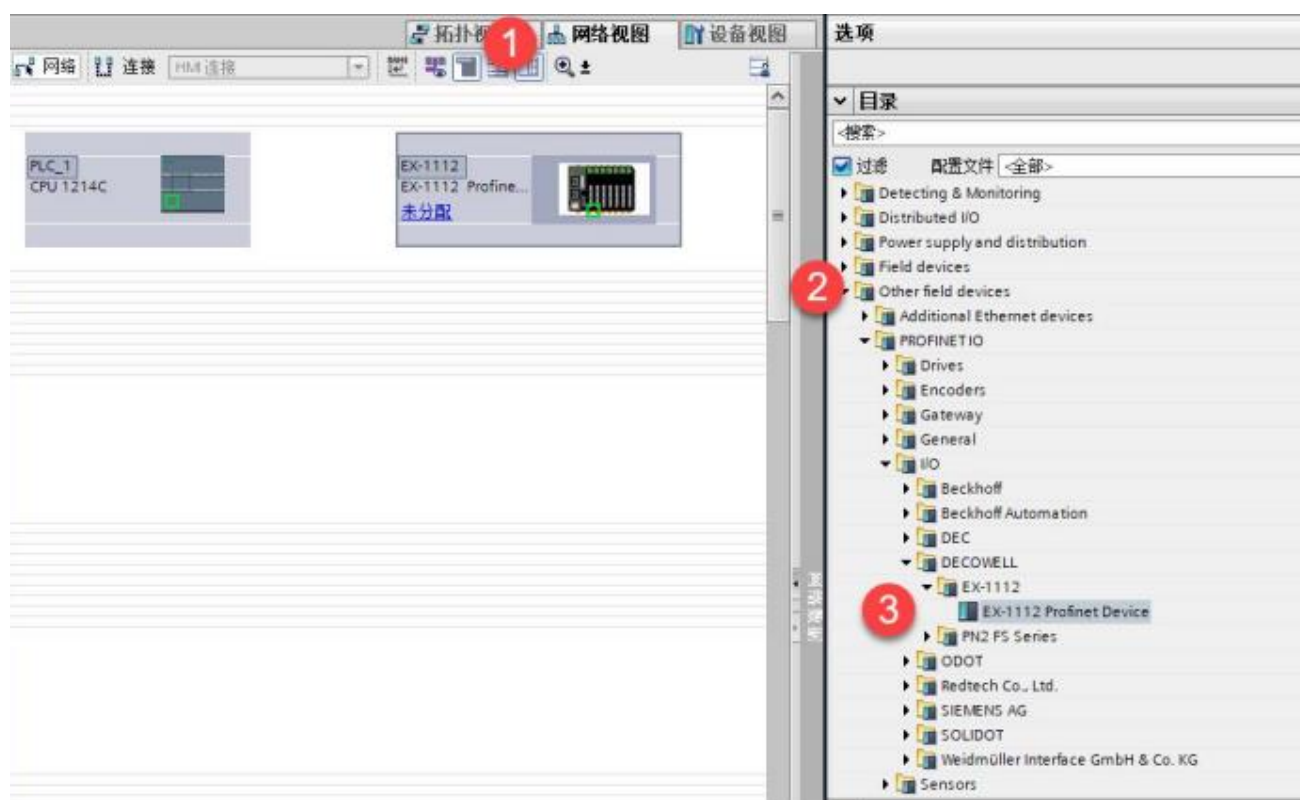 拓扑视 网络视图 设备视图
1
网络 连接 HMI 连接
PLC_1
CPU 1214C
EX-1112
EX-1112 Profine...
未分配
选项
目录
<搜索>
过滤 配置文件 <全部>
Detecting & Monitoring
Distributed I/O
Power supply and distribution
Field devices
2
Other field devices
Additional Ethernet devices
PROFINET IO
Drives
Encoders
Gateway
General
I/O
Beckhoff
Beckhoff Automation
DEC
DECOWELL
EX-1112
3
EX-1112 Profinet Device
PN2 FS Series
ODOT
Redtech Co., Ltd.
SIEMENS AG
SOLIDOT
Weidmüller Interface GmbH & Co. KG
Sensors